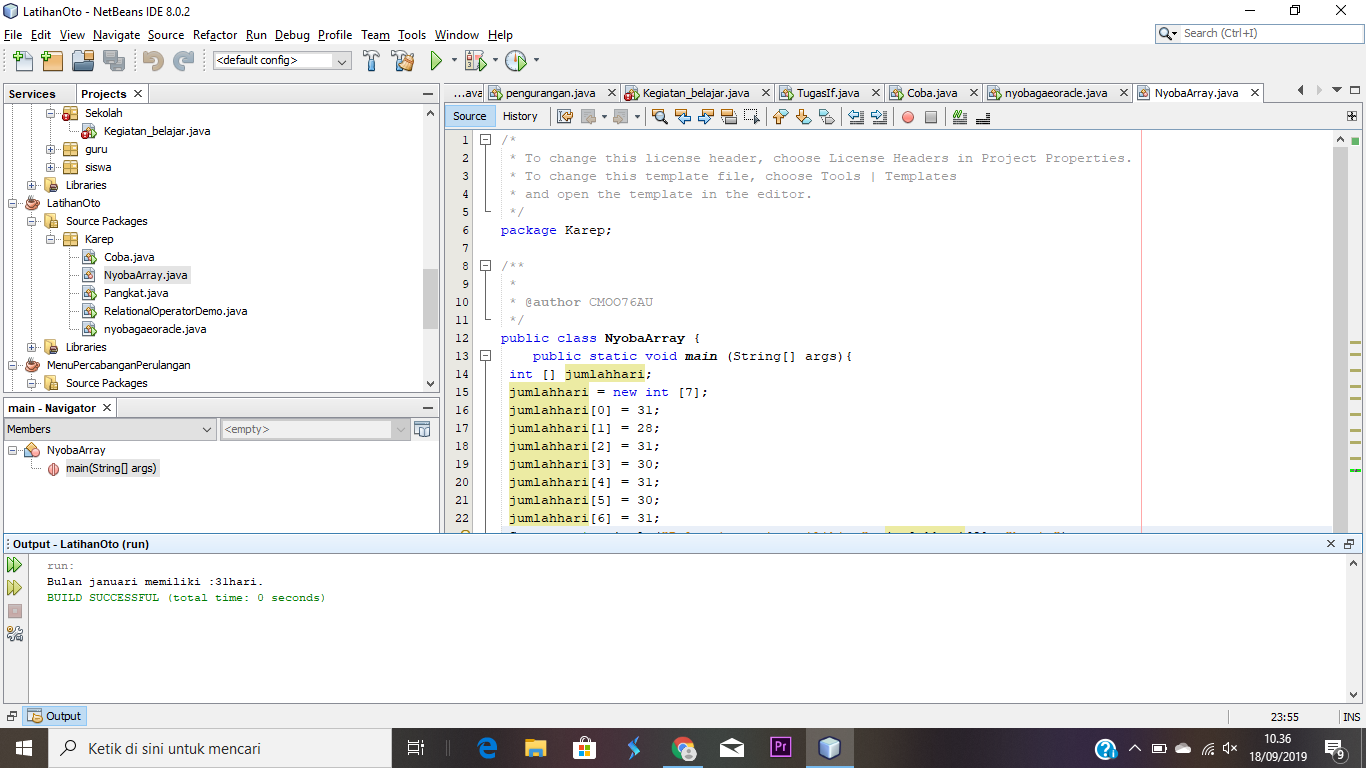 LatihanOto - NetBeans IDE 8.0.2
File Edit View Navigate Source Refactor Run Debug Profile Team Tools Window Help
Search (Ctrl+I)
<default config>
Services Projects
Sekolah
Kegiatan_belajar.java
guru
siswa
Libraries
LatihanOto
Source Packages
Karep
Coba.java
NyobaArray.java
Pangkat.java
RelationalOperatorDemo.java
nyobagaeoracle.java
Libraries
MenuPercabanganPerulangan
Source Packages
main - Navigator
Members <empty>
NyobaArray
main(String[] args)
...ava pengurangan.java Kegiatan_belajar.java TugasIf.java Coba.java nyobagaeoracle.java NyobaArray.java
Source History
1 /*
2 * To change this license header, choose License Headers in Project Properties.
3 * To change this template file, choose Tools | Templates
4 * and open the template in the editor.
5 */
6 package Karep;
7
8 /**
9 *
10 * @author CMOO76AU
11 */
12 public class NyobaArray {
13 public static void main (String[] args){
14 int [] jumlahhari;
15 jumlahhari = new int [7];
16 jumlahhari[0] = 31;
17 jumlahhari[1] = 28;
18 jumlahhari[2] = 31;
19 jumlahhari[3] = 30;
20 jumlahhari[4] = 31;
21 jumlahhari[5] = 30;
22 jumlahhari[6] = 31;
Output - LatihanOto (run)
run:
Bulan januari memiliki :31hari.
BUILD SUCCESSFUL (total time: 0 seconds)
Output
23:55 INS
Ketik di sini untuk mencari
Pr
10.36
18/09/2019
9